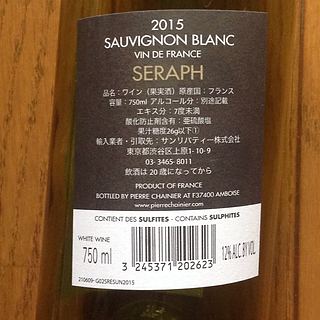 2015
SAUVIGNON BLANC
VIN DE FRANCE
SERAPH
品名：ワイン（果実酒）原産国：フランス
容量：750ml アルコール分：別途記載
エキス分：7度未満
酸化防止剤含有：亜硫酸塩
果汁糖度26g以下①
輸入業者・引取先：サンリバティー株式会社
東京都渋谷区上原1-10-9
03-3465-8011
飲酒は20歳になってから
PRODUCT OF FRANCE
BOTTLED BY PIERRE CHAINIER AT F37400 AMBOISE
www.pierrechainier.com
CONTIENT DES SULFITES - CONTAINS SULPHITES
WHITE WINE
750 ml
3 245371 202623
12% ALC BY VOL
210609- G025RESUN2015